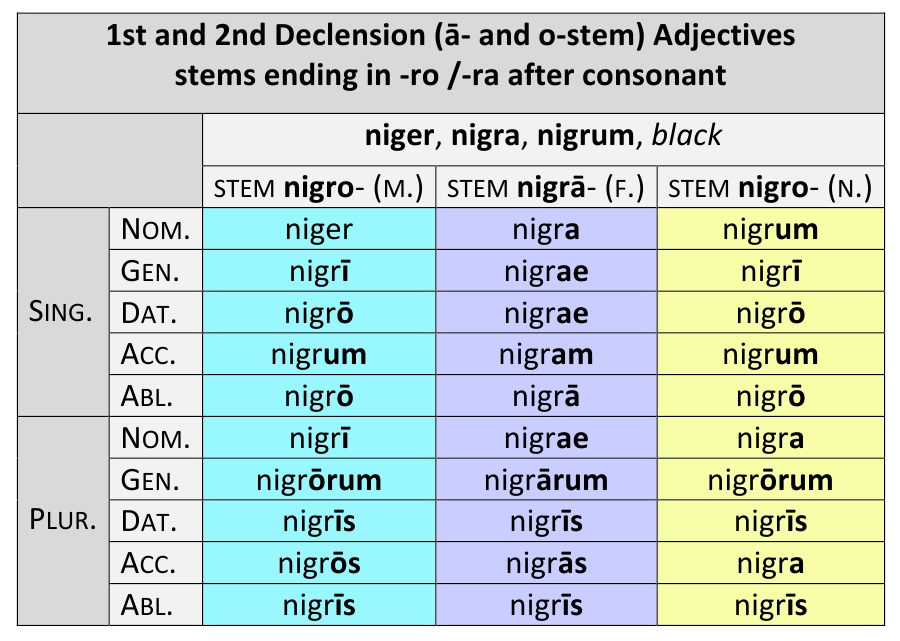 1st and 2nd Declension (ā- and o-stem) Adjectives
stems ending in -ro /-ra after consonant
niger, nigra, nigrum, black
STEM nigro- (M.) STEM nigrā- (F.) STEM nigro- (N.)
SING.
NOM. niger nigra nigrum
GEN. nigrī nigrae nigrī
DAT. nigrō nigrae nigrō
ACC. nigrum nigram nigrum
ABL. nigrō nigrā nigrō
PLUR.
NOM. nigrī nigrae nigra
GEN. nigrōrum nigrārum nigrōrum
DAT. nigrīs nigrīs nigrīs
ACC. nigrōs nigrās nigra
ABL. nigrīs nigrīs nigrīs